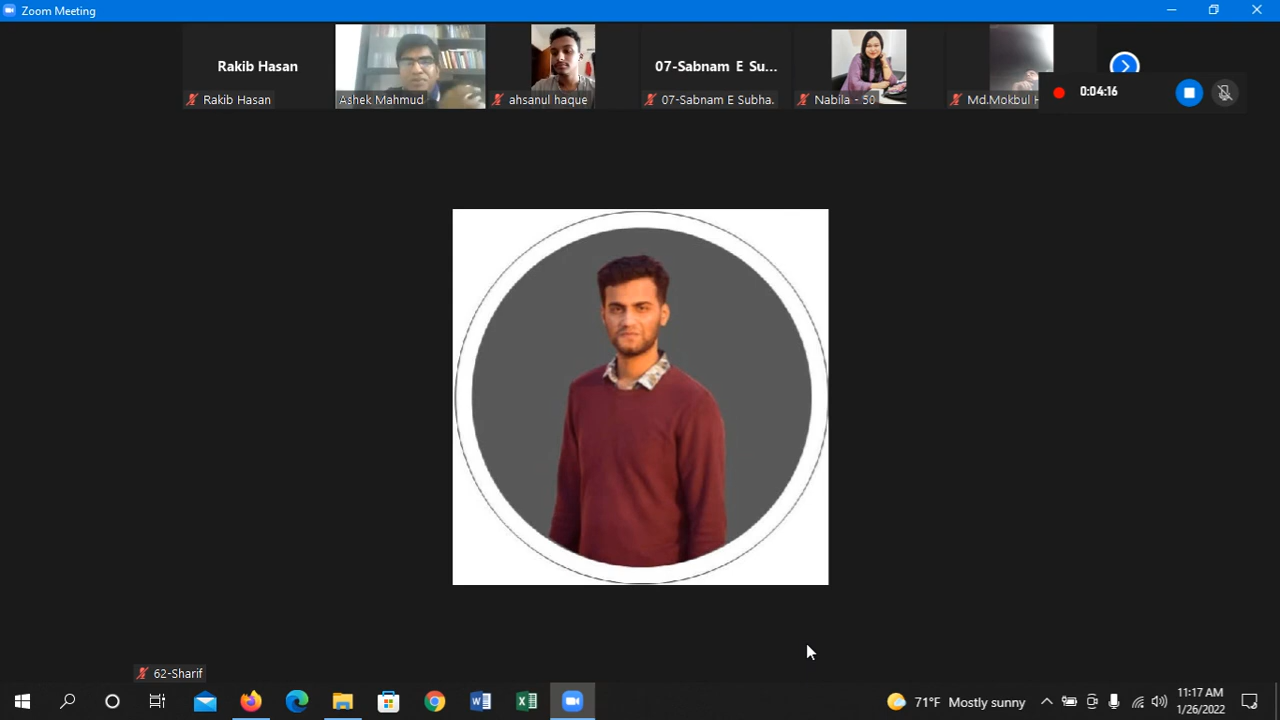 Zoom Meeting
Rakib Hasan
07-Sabnam E Su...
Rakib Hasan
Ashek Mahmud
ahsanul haque
07-Sabnam E Subha.
Nabila - 50
Md.Mokbul H
0:04:16
62-Sharif
71°F Mostly sunny
11:17 AM
1/26/2022